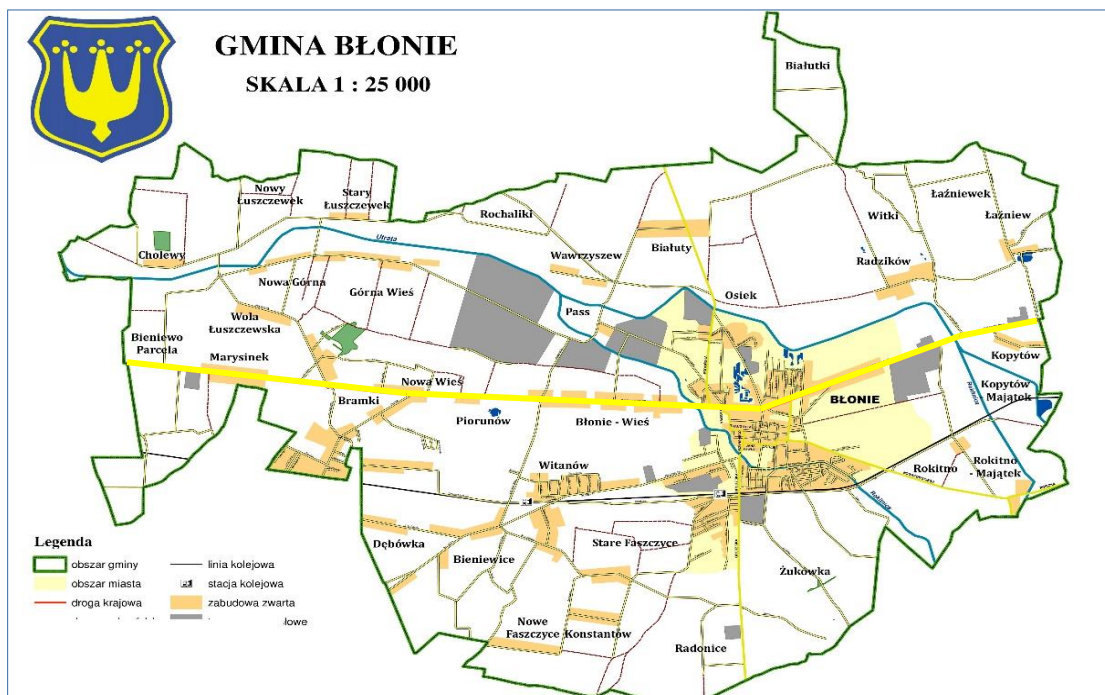 GMINA BŁONIE
SKALA 1 : 25 000
Białutki
Nowy
Łuszczewek
Stary
Łuszczewek
Rochaliki
Witki
Łaźniewek
Łaźniew
Cholewy
Utrata
Wawrzyszew
Białuty
Radzików
Nowa Górna
Górna Wieś
Osiek
Wola
Łuszczewska
Pass
Bieniewo
Parcela
Marysinek
Kopytów
Nowa Wieś
Bramki
Piorunów
Błonie - Wieś
BŁONIE
Kopytów
Majątek
Rokitnica
Witanów
Rokitno
Rokitno
- Majątek
Rokitnica
Dębówka
Bieniewice
Stare Faszczyce
Żukówka
Nowe
Faszczyce
Konstantów
Radonice
Legenda
obszar gminy
obszar miasta
droga krajowa
linia kolejowa
stacja kolejowa
zabudowa zwarta